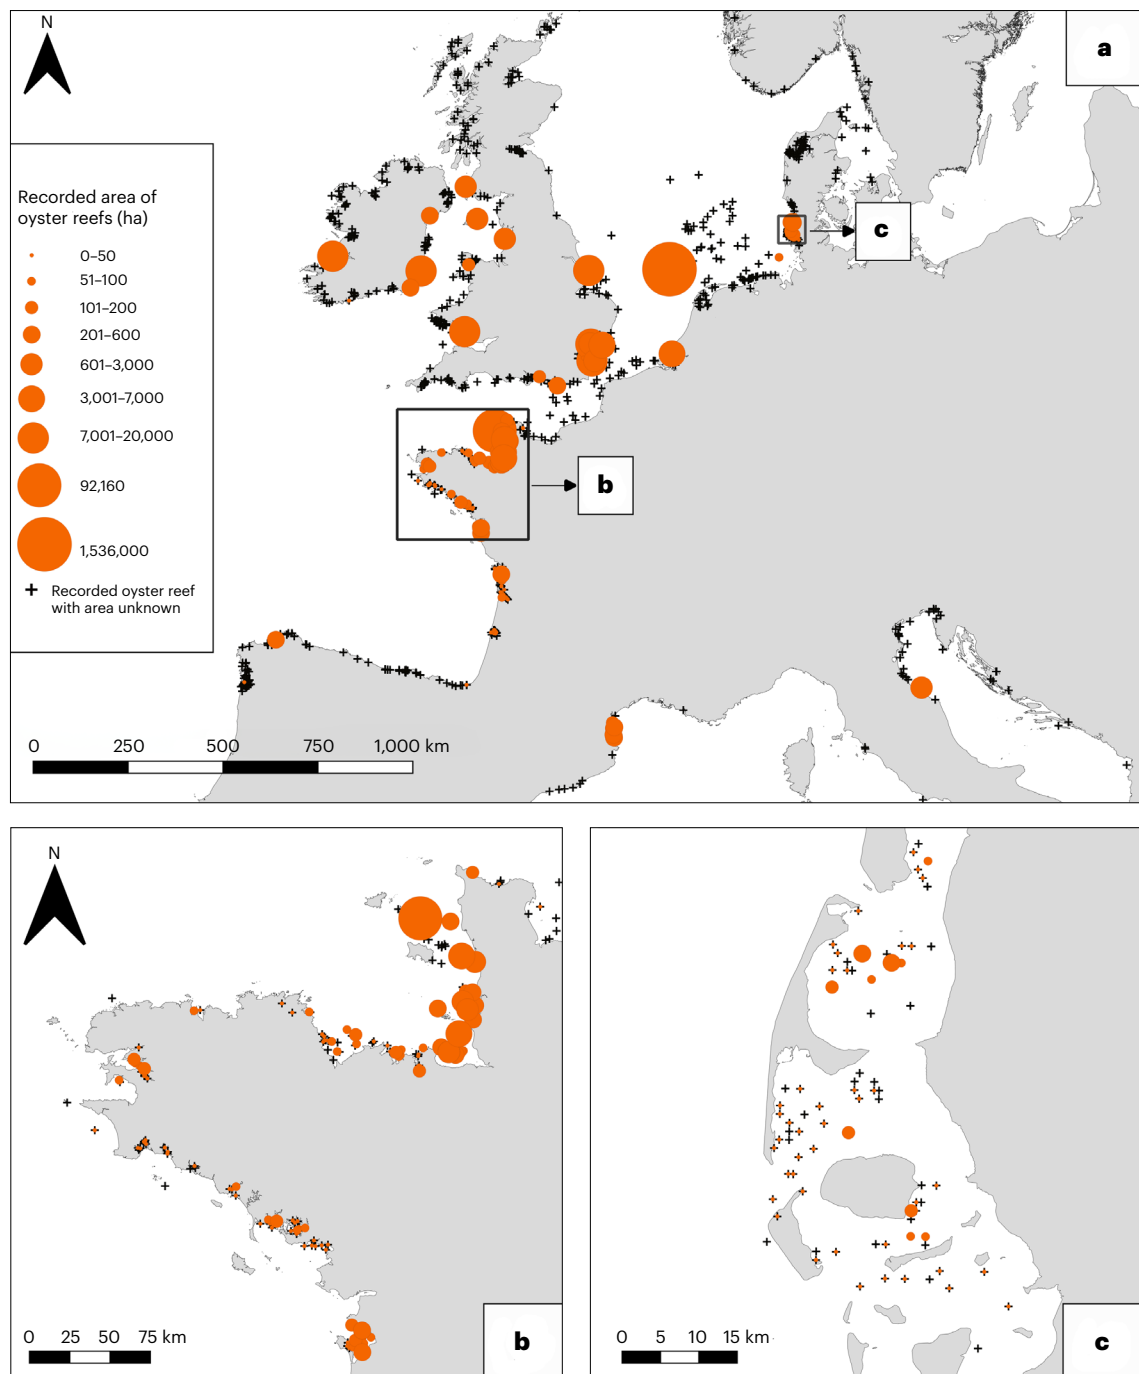 N
a
Recorded area of
oyster reefs (ha)
0–50
51–100
101–200
201–600
601–3,000
3,001–7,000
7,001–20,000
92,160
1,536,000
Recorded oyster reef
with area unknown
c
b
0 250 500 750 1,000 km
N
0 25 50 75 km
b
0 5 10 15 km
c